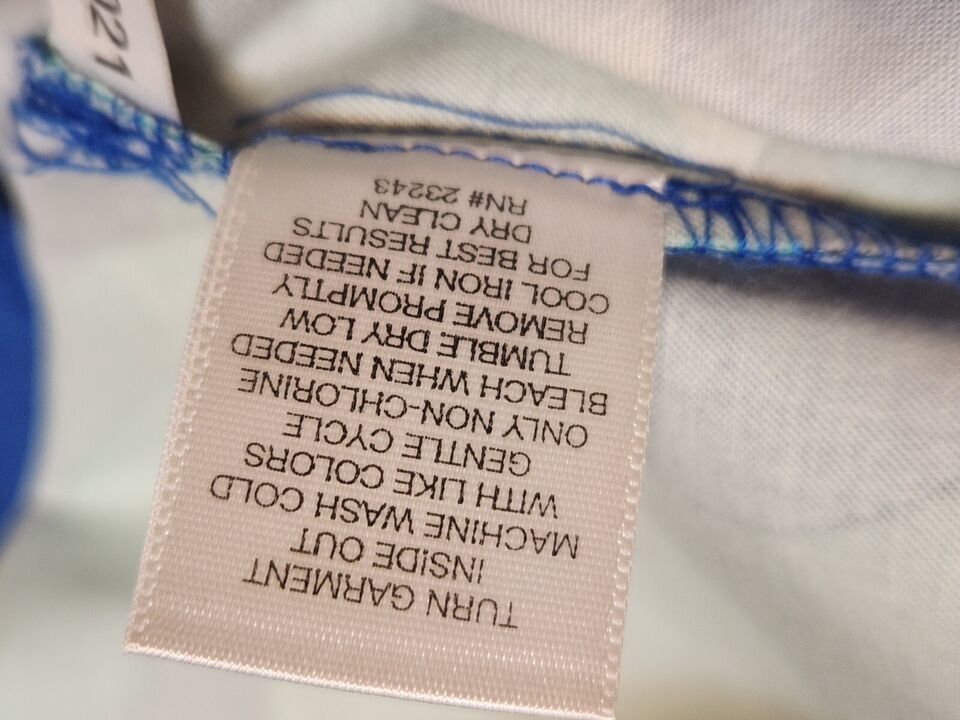 TURN GARMENT
INSIDE OUT
MACHINE WASH COLD
WITH LIKE COLORS
GENTLE CYCLE
ONLY NON-CHLORINE
BLEACH WHEN NEEDED
TUMBLE DRY LOW
REMOVE PROMPTLY
COOL IRON IF NEEDED
FOR BEST RESULTS
DRY CLEAN
RN# 23243
021